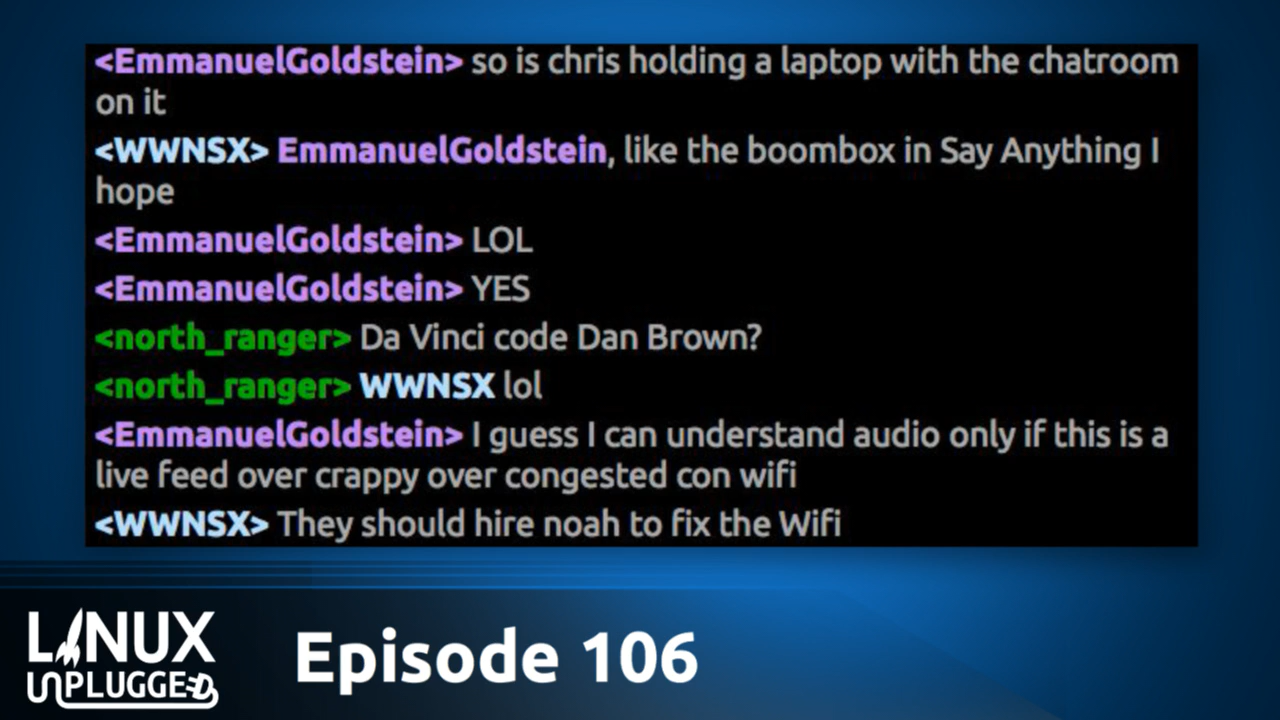 <EmmanuelGoldstein> so is chris holding a laptop with the chatroom
on it
<WWNSX> EmmanuelGoldstein, like the boombox in Say Anything I
hope
<EmmanuelGoldstein> LOL
<EmmanuelGoldstein> YES
<north_ranger> Da Vinci code Dan Brown?
<north_ranger> WWNSX lol
<EmmanuelGoldstein> I guess I can understand audio only if this is a
live feed over crappy over congested con wifi
<WWNSX> They should hire noah to fix the Wifi
LINUX
UNPLUGGED
Episode 106